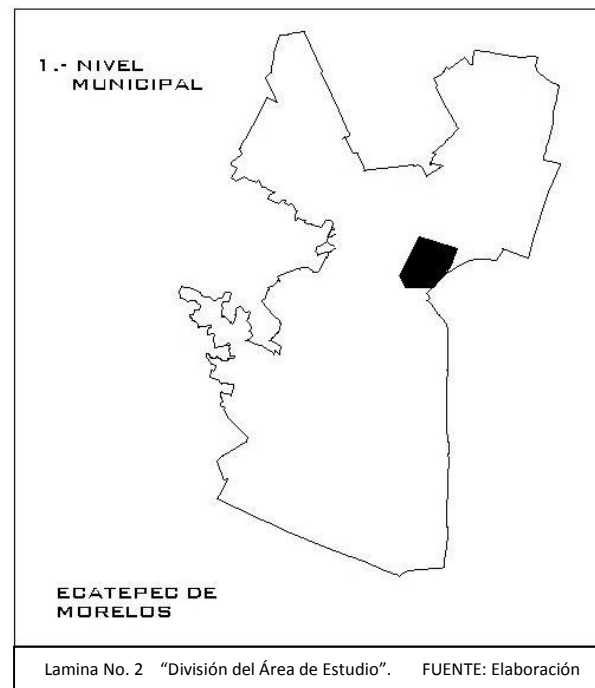 1.- NIVEL
MUNICIPAL
ECATEPEC DE
MORELOS
Lamina No. 2 “División del Área de Estudio”. FUENTE: Elaboración